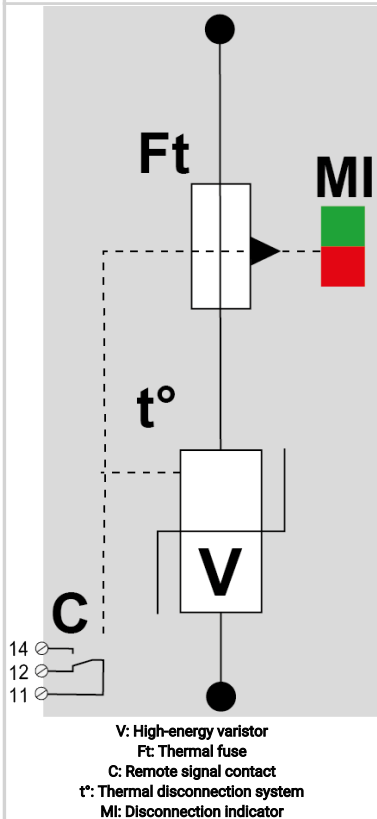 Ft
MI
t°
V
C
14
12
11
V: High-energy varistor
Ft: Thermal fuse
C: Remote signal contact
t°: Thermal disconnection system
MI: Disconnection indicator